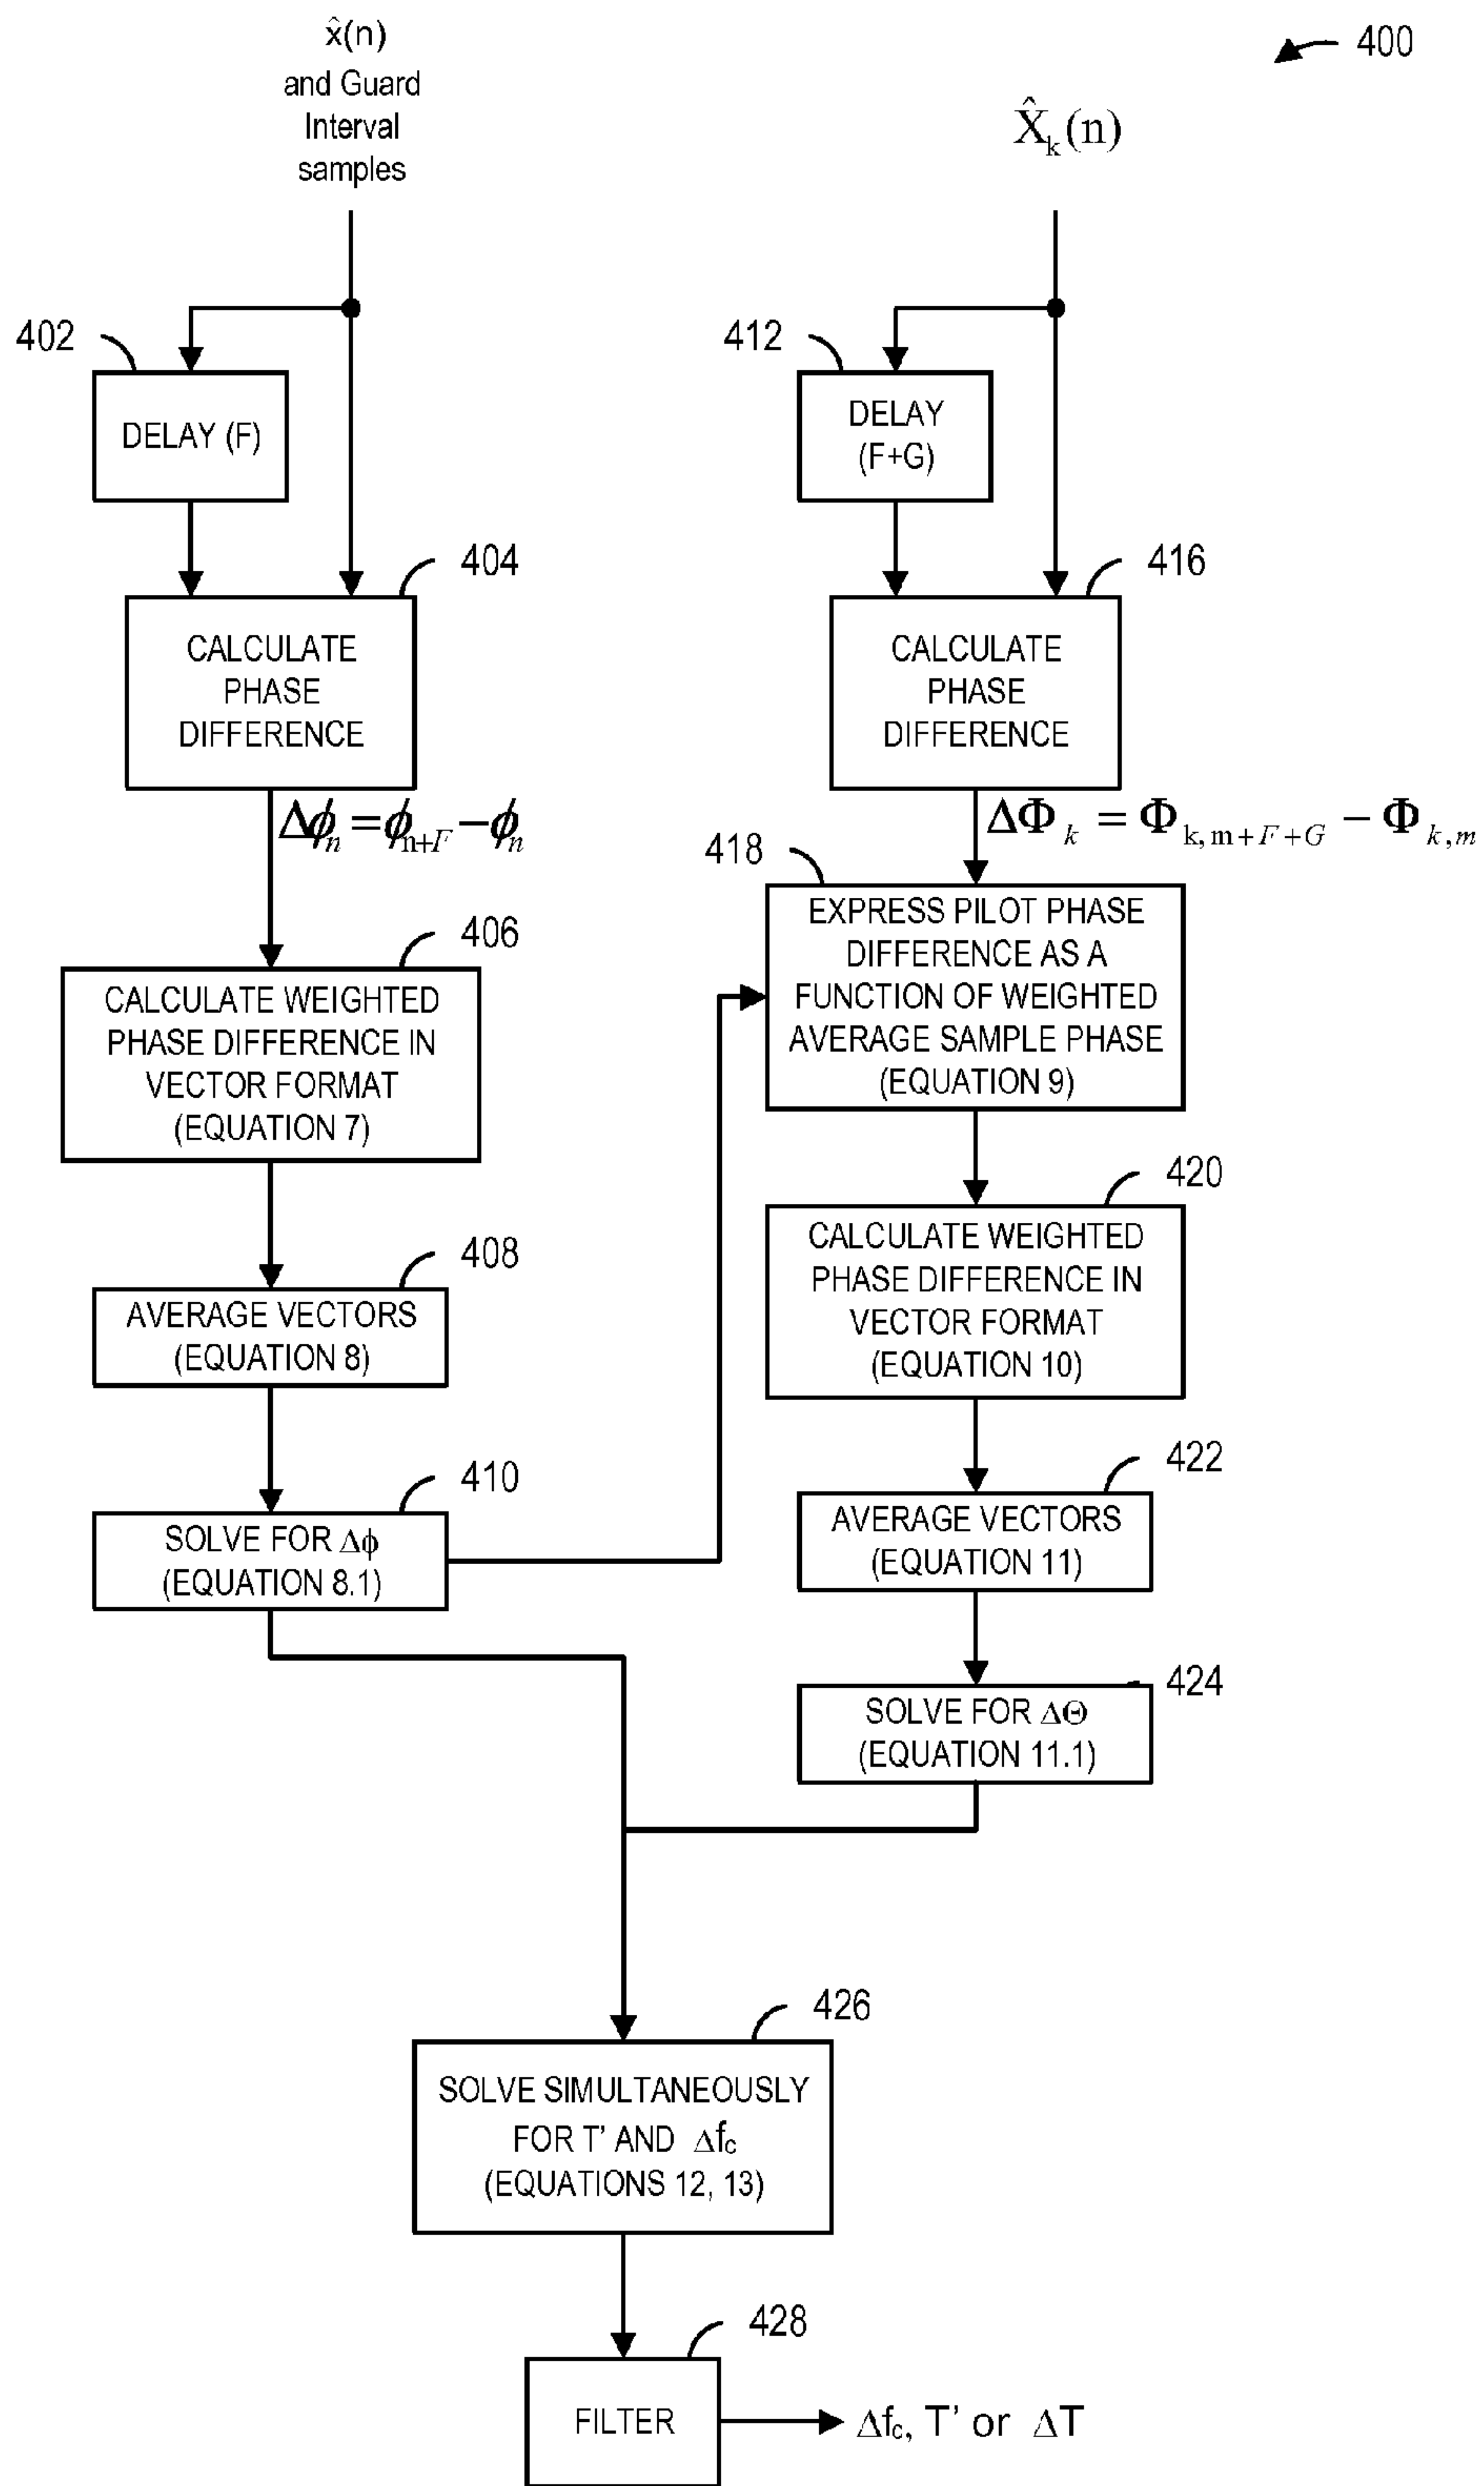 x̂(n)
and Guard
Interval
samples
400
X̂k(n)
402
DELAY (F)
412
DELAY
(F+G)
404
CALCULATE
PHASE
DIFFERENCE
416
CALCULATE
PHASE
DIFFERENCE
Δϕn = ϕn+F − ϕn
ΔΦk = Φk, m+F+G − Φk,m
406
CALCULATE WEIGHTED
PHASE DIFFERENCE IN
VECTOR FORMAT
(EQUATION 7)
418
EXPRESS PILOT PHASE
DIFFERENCE AS A
FUNCTION OF WEIGHTED
AVERAGE SAMPLE PHASE
(EQUATION 9)
408
AVERAGE VECTORS
(EQUATION 8)
420
CALCULATE WEIGHTED
PHASE DIFFERENCE IN
VECTOR FORMAT
(EQUATION 10)
410
SOLVE FOR Δϕ
(EQUATION 8.1)
422
AVERAGE VECTORS
(EQUATION 11)
424
SOLVE FOR ΔΘ
(EQUATION 11.1)
426
SOLVE SIMULTANEOUSLY
FOR T’ AND Δfc
(EQUATIONS 12, 13)
428
FILTER
Δfc, T’ or ΔT